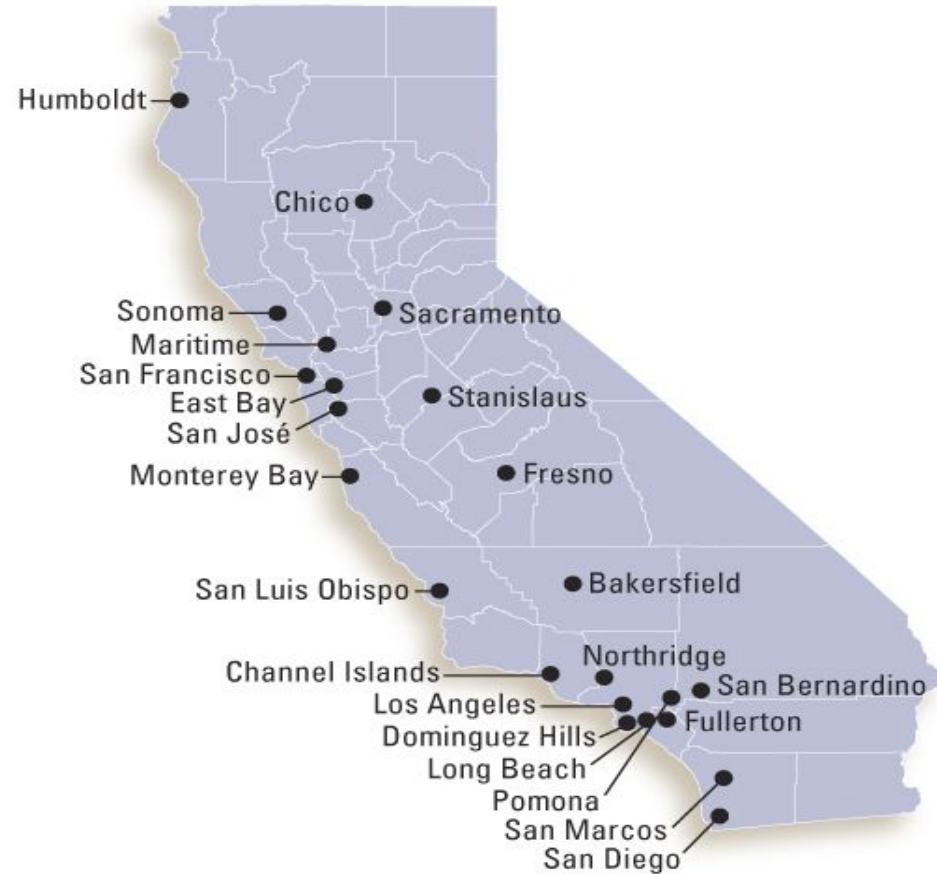 Humboldt
Chico
Sonoma
Sacramento
Maritime
San Francisco
East Bay
Stanislaus
San José
Monterey Bay
Fresno
San Luis Obispo
Bakersfield
Northridge
Channel Islands
San Bernardino
Los Angeles
Fullerton
Dominguez Hills
Long Beach
Pomona
San Marcos
San Diego